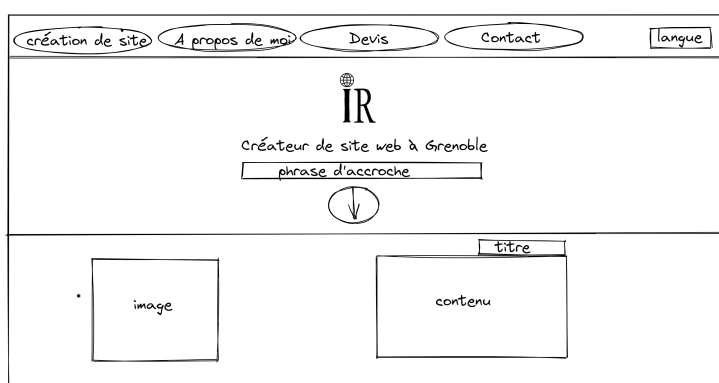 création de site A propos de moi Devis Contact langue
IR
Créateur de site web à Grenoble
phrase d'accroche
titre
image contenu